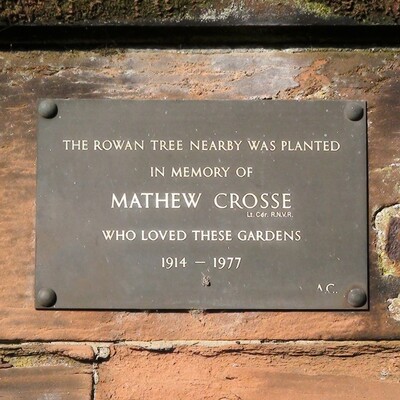 THE ROWAN TREE NEARBY WAS PLANTED
IN MEMORY OF
MATHEW CROSSE
Lt. Cdr. R.N.V.R.
WHO LOVED THESE GARDENS
1914 – 1977
A.C.